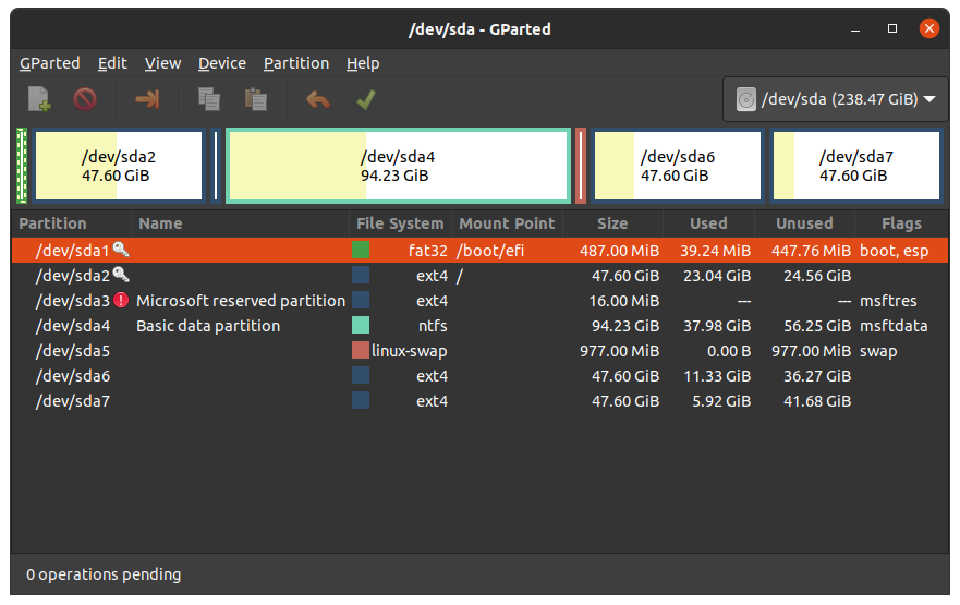 /dev/sda - GParted
GParted Edit View Device Partition Help
/dev/sda (238.47 GiB)
/dev/sda2 /dev/sda4 /dev/sda6 /dev/sda7
47.60 GiB 94.23 GiB 47.60 GiB 47.60 GiB
Partition Name File System Mount Point Size Used Unused Flags
/dev/sda1 fat32 /boot/efi 487.00 MiB 39.24 MiB 447.76 MiB boot, esp
/dev/sda2 ext4 / 47.60 GiB 23.04 GiB 24.56 GiB
/dev/sda3 Microsoft reserved partition ext4 16.00 MiB --- --- msftres
/dev/sda4 Basic data partition ntfs 94.23 GiB 37.98 GiB 56.25 GiB msftdata
/dev/sda5 linux-swap 977.00 MiB 0.00 B 977.00 MiB swap
/dev/sda6 ext4 47.60 GiB 11.33 GiB 36.27 GiB
/dev/sda7 ext4 47.60 GiB 5.92 GiB 41.68 GiB
0 operations pending